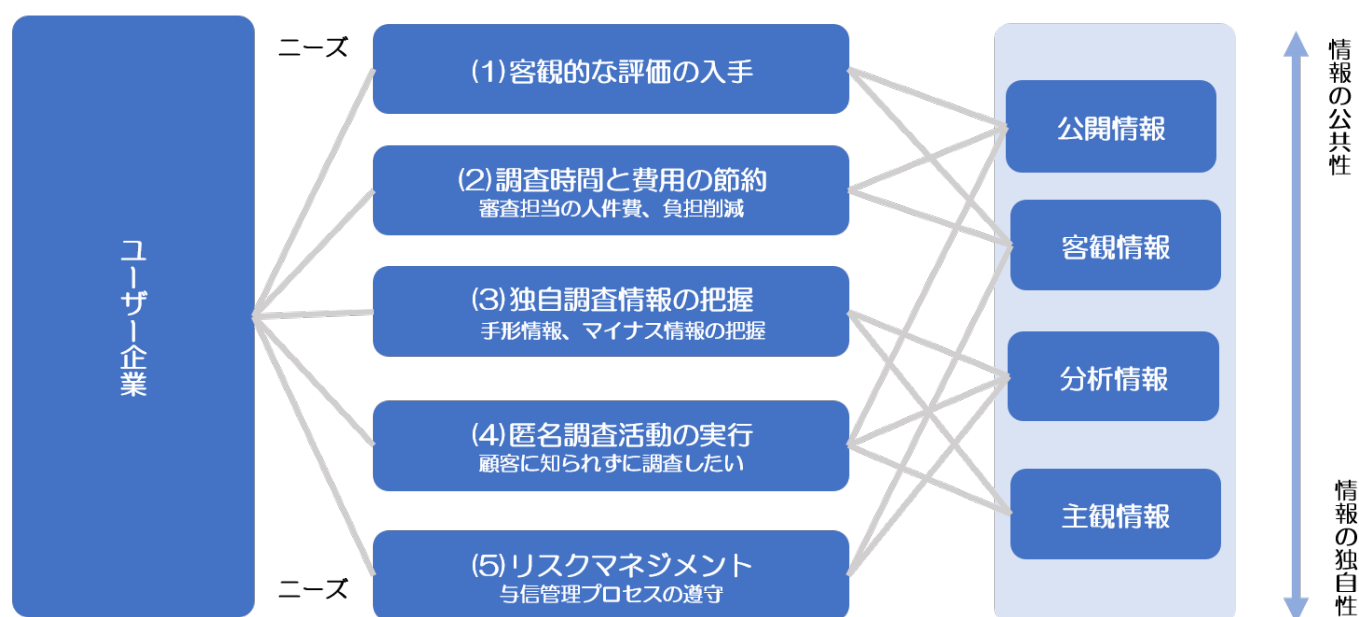 ユーザー企業
ニーズ
(1)客観的な評価の入手
(2)調査時間と費用の節約
審査担当の人件費、負担削減
(3)独自調査情報の把握
手形情報、マイナス情報の把握
(4)匿名調査活動の実行
顧客に知られずに調査したい
(5)リスクマネジメント
与信管理プロセスの遵守
ニーズ
公開情報
客観情報
分析情報
主観情報
情報の公共性
情報の独自性